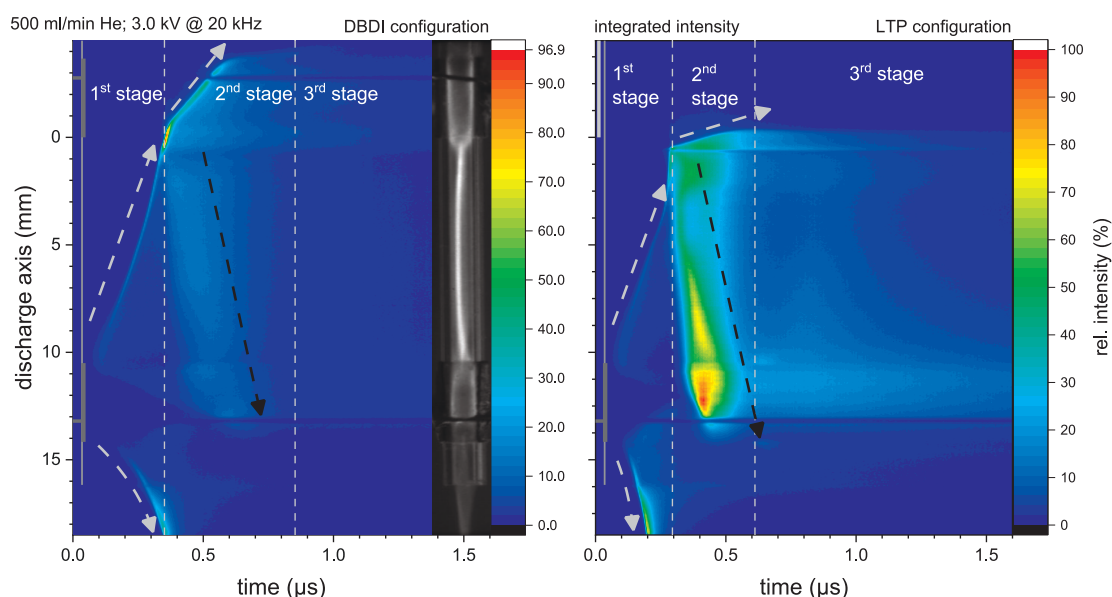 500 ml/min He; 3.0 kV @ 20 kHz
DBDI configuration
1st stage
2nd stage
3rd stage
discharge axis (mm)
0
5
10
15
0.0
0.5
1.0
1.5
time (µs)
96.9
90.0
80.0
70.0
60.0
50.0
40.0
30.0
20.0
10.0
0.0
integrated intensity
LTP configuration
1st
stage
2nd
stage
3rd stage
0
5
10
15
0.0
0.5
1.0
1.5
time (µs)
100
90
80
70
60
50
40
30
20
10
0
rel. intensity (%)